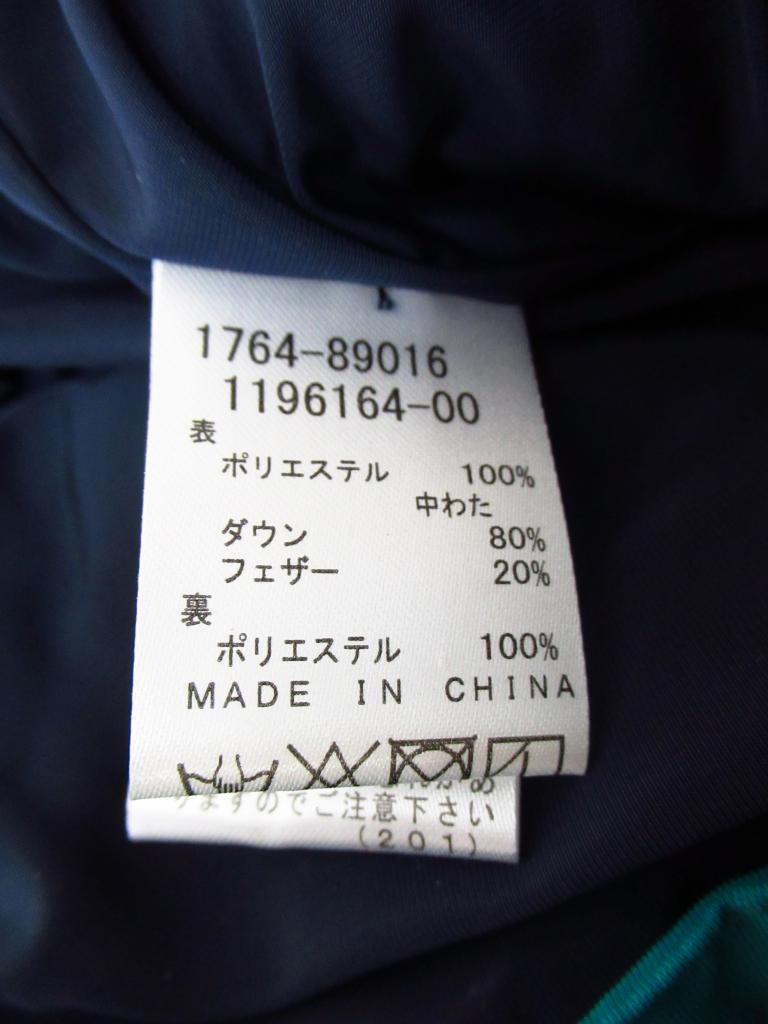 1764-89016
1196164-00
表
ポリエステル 100%
中わた
ダウン 80%
フェザー 20%
裏
ポリエステル 100%
MADE IN CHINA
りますのでご注意下さい
(201)